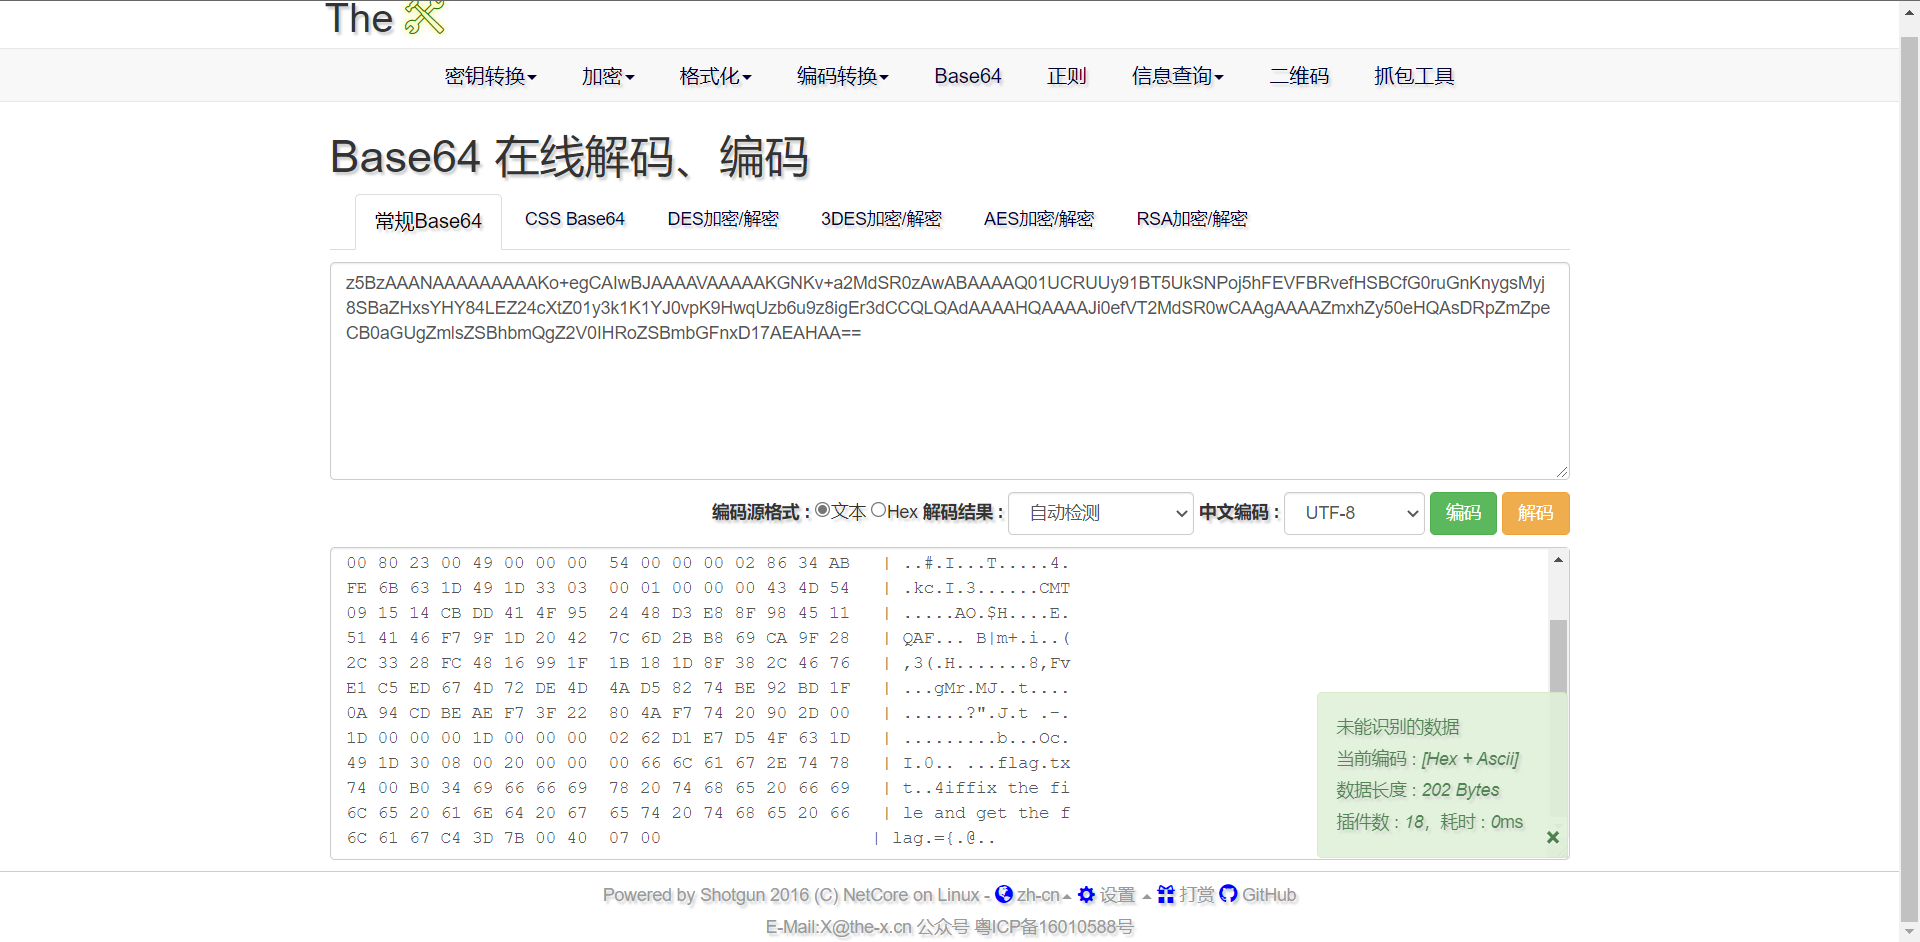 The
密钥转换 加密 格式化 编码转换 Base64 正则 信息查询 二维码 抓包工具
Base64 在线解码、编码
常规Base64 CSS Base64 DES加密/解密 3DES加密/解密 AES加密/解密 RSA加密/解密
z5BzAAANAAAAAAAAAAKo+egCAIwBJAAAAVAAAAAKGNKv+a2MdSR0zAwABAAAAQ01UCRUUy91BT5UkSNPoj5hFEVFBRvefHSBCfG0ruGnKnygsMyj
8SBaZHxsYHY84LEZ24cXtZ01y3k1K1YJ0vpK9HwqUzb6u9z8igEr3dCCQLQAdAAAAHQAAAAJi0efVT2MdSR0wCAAgAAAAZmxhZy50eHQAsDRpZmZpe
CB0aGUgZmlsZSBhbmQgZ2V0IHRoZSBmbGFnxD17AEAHAA==
编码源格式 : 文本 Hex 解码结果 : 自动检测 中文编码 : UTF-8 编码 解码
00 80 23 00 49 00 00 00 54 00 00 00 02 86 34 AB | ..#.I...T.....4.
FE 6B 63 1D 49 1D 33 03 00 01 00 00 00 43 4D 54 | .kc.I.3......CMT
09 15 14 CB DD 41 4F 95 24 48 D3 E8 8F 98 45 11 | .....AO.$H....E.
51 41 46 F7 9F 1D 20 42 7C 6D 2B B8 69 CA 9F 28 | QAF... B|m+.i..(
2C 33 28 FC 48 16 99 1F 1B 18 1D 8F 38 2C 46 76 | ,3(.H.......8,Fv
E1 C5 ED 67 4D 72 DE 4D 4A D5 82 74 BE 92 BD 1F | ...gMr.MJ..t....
0A 94 CD BE AE F7 3F 22 80 4A F7 74 20 90 2D 00 | ......?".J.t .-.
1D 00 00 00 1D 00 00 00 02 62 D1 E7 D5 4F 63 1D | .........b...Oc.
49 1D 30 08 00 20 00 00 00 66 6C 61 67 2E 74 78 | I.0.. ...flag.tx
74 00 B0 34 69 66 66 69 78 20 74 68 65 20 66 69 | t..4iffix the fi
6C 65 20 61 6E 64 20 67 65 74 20 74 68 65 20 66 | le and get the f
6C 61 67 C4 3D 7B 00 40 07 00 | lag.={.@..
未能识别的数据
当前编码 : [Hex + Ascii]
数据长度 : 202 Bytes
插件数 : 18，耗时 : 0ms
Powered by Shotgun 2016 (C) NetCore on Linux - zh-cn 设置 打赏 GitHub
E-Mail:X@the-x.cn 公众号 粤ICP备16010588号